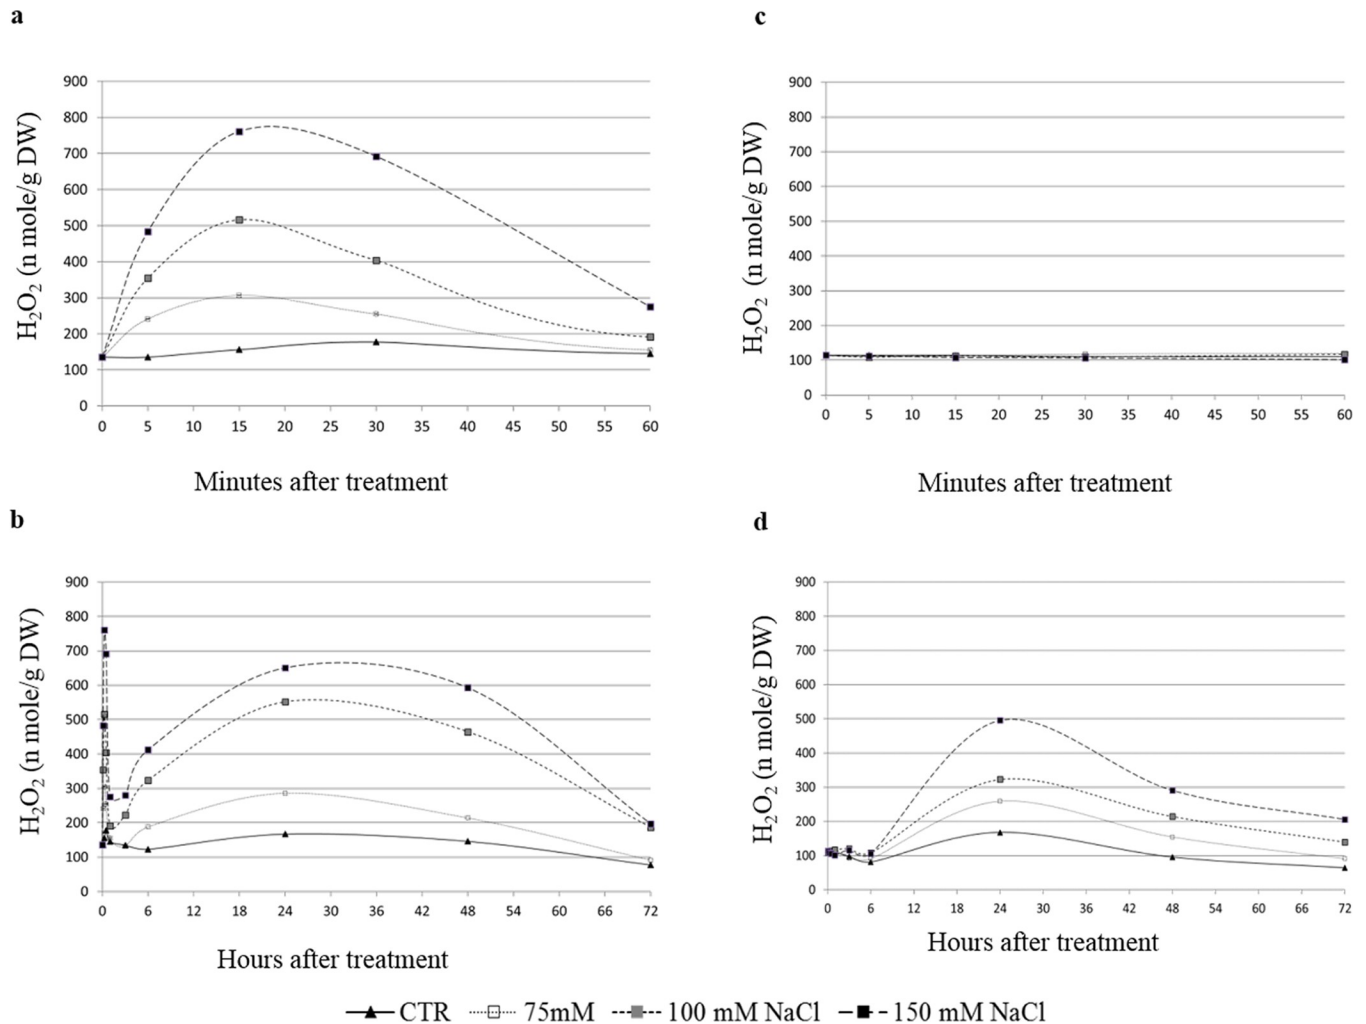 a
900
800
700
600
500
400
300
200
100
0
H₂O₂ (n mole/g DW)
0 5 10 15 20 25 30 35 40 45 50 55 60
Minutes after treatment
c
900
800
700
600
500
400
300
200
100
0
H₂O₂ (n mole/g DW)
0 5 10 15 20 25 30 35 40 45 50 55 60
Minutes after treatment
b
900
800
700
600
500
400
300
200
100
0
H₂O₂ (n mole/g DW)
0 6 12 18 24 30 36 42 48 54 60 66 72
Hours after treatment
d
900
800
700
600
500
400
300
200
100
0
H₂O₂ (n mole/g DW)
0 6 12 18 24 30 36 42 48 54 60 66 72
Hours after treatment
CTR 75mM 100 mM NaCl 150 mM NaCl